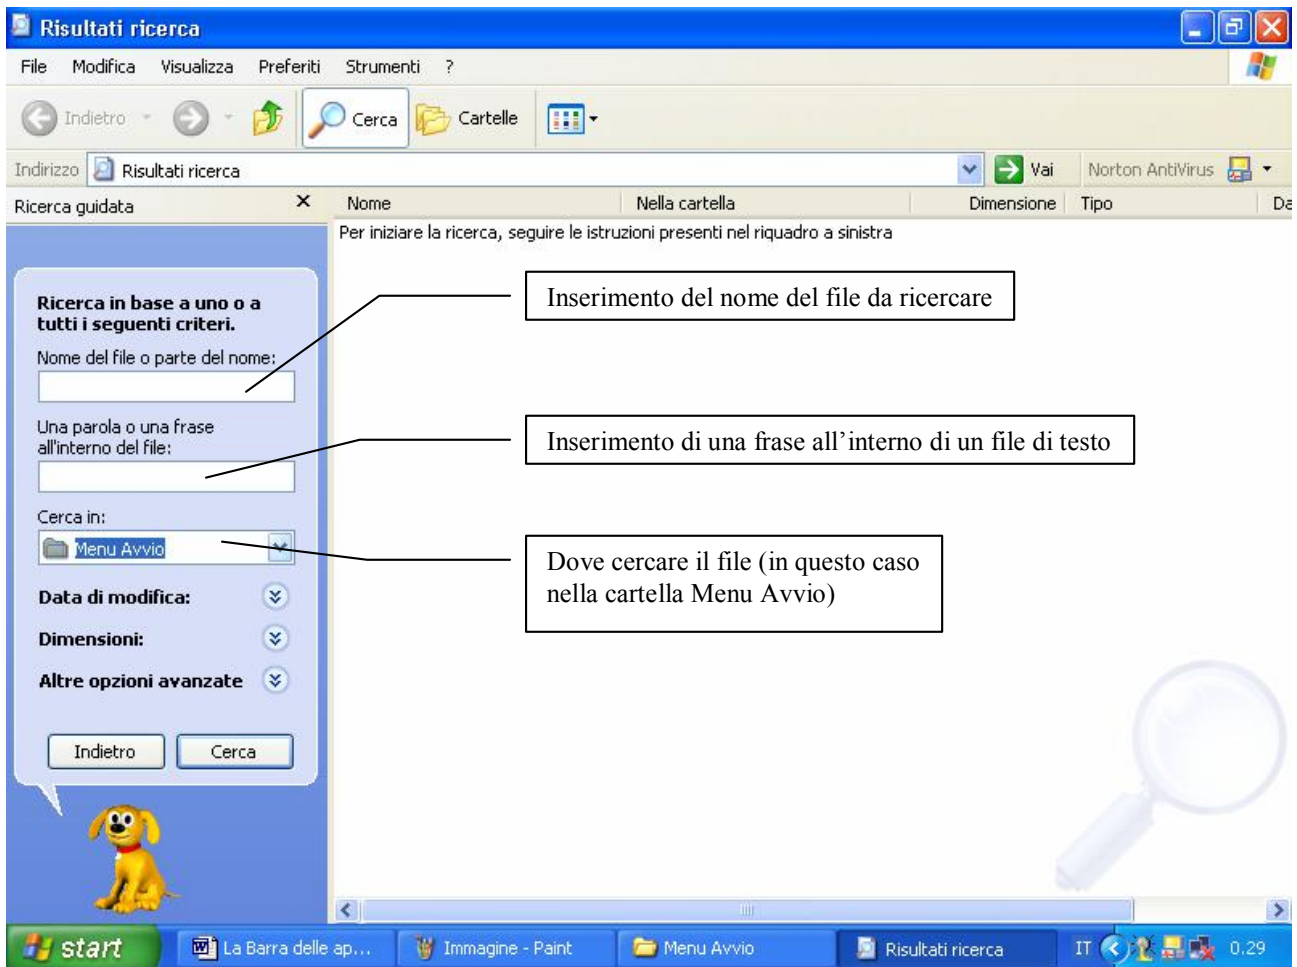 Risultati ricerca
File Modifica Visualizza Preferiti Strumenti ?
Indietro Cerca Cartelle
Indirizzo Risultati ricerca Vai Norton AntiVirus
Ricerca guidata Nome Nella cartella Dimensione Tipo Da
Per iniziare la ricerca, seguire le istruzioni presenti nel riquadro a sinistra
Ricerca in base a uno o a
tutti i seguenti criteri.
Nome del file o parte del nome:
Una parola o una frase
all'interno del file:
Cerca in:
Menu Avvio
Data di modifica:
Dimensioni:
Altre opzioni avanzate
Indietro Cerca
Inserimento del nome del file da ricercare
Inserimento di una frase all’interno di un file di testo
Dove cercare il file (in questo caso
nella cartella Menu Avvio)
start La Barra delle ap... Immagine - Paint Menu Avvio Risultati ricerca IT 0.29